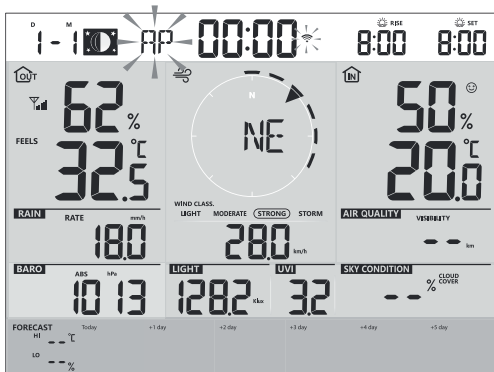 D M
1-1 AP 00:00 RISE 8:00 SET 8:00
OUT
62%
FEELS
32.5°C
NE
N
WIND CLASS.
LIGHT MODERATE STRONG STORM
28.0 km/h
IN
50%
20.0°C
RAIN RATE mm/h
18.0
AIR QUALITY VISIBILITY
-- km
BARO ABS hPa
1013
LIGHT
128.2 Klux
UVI
3.2
SKY CONDITION
-- % CLOUD COVER
FORECAST Today +1 day +2 day +3 day +4 day +5 day
HI -- °C
LO -- %